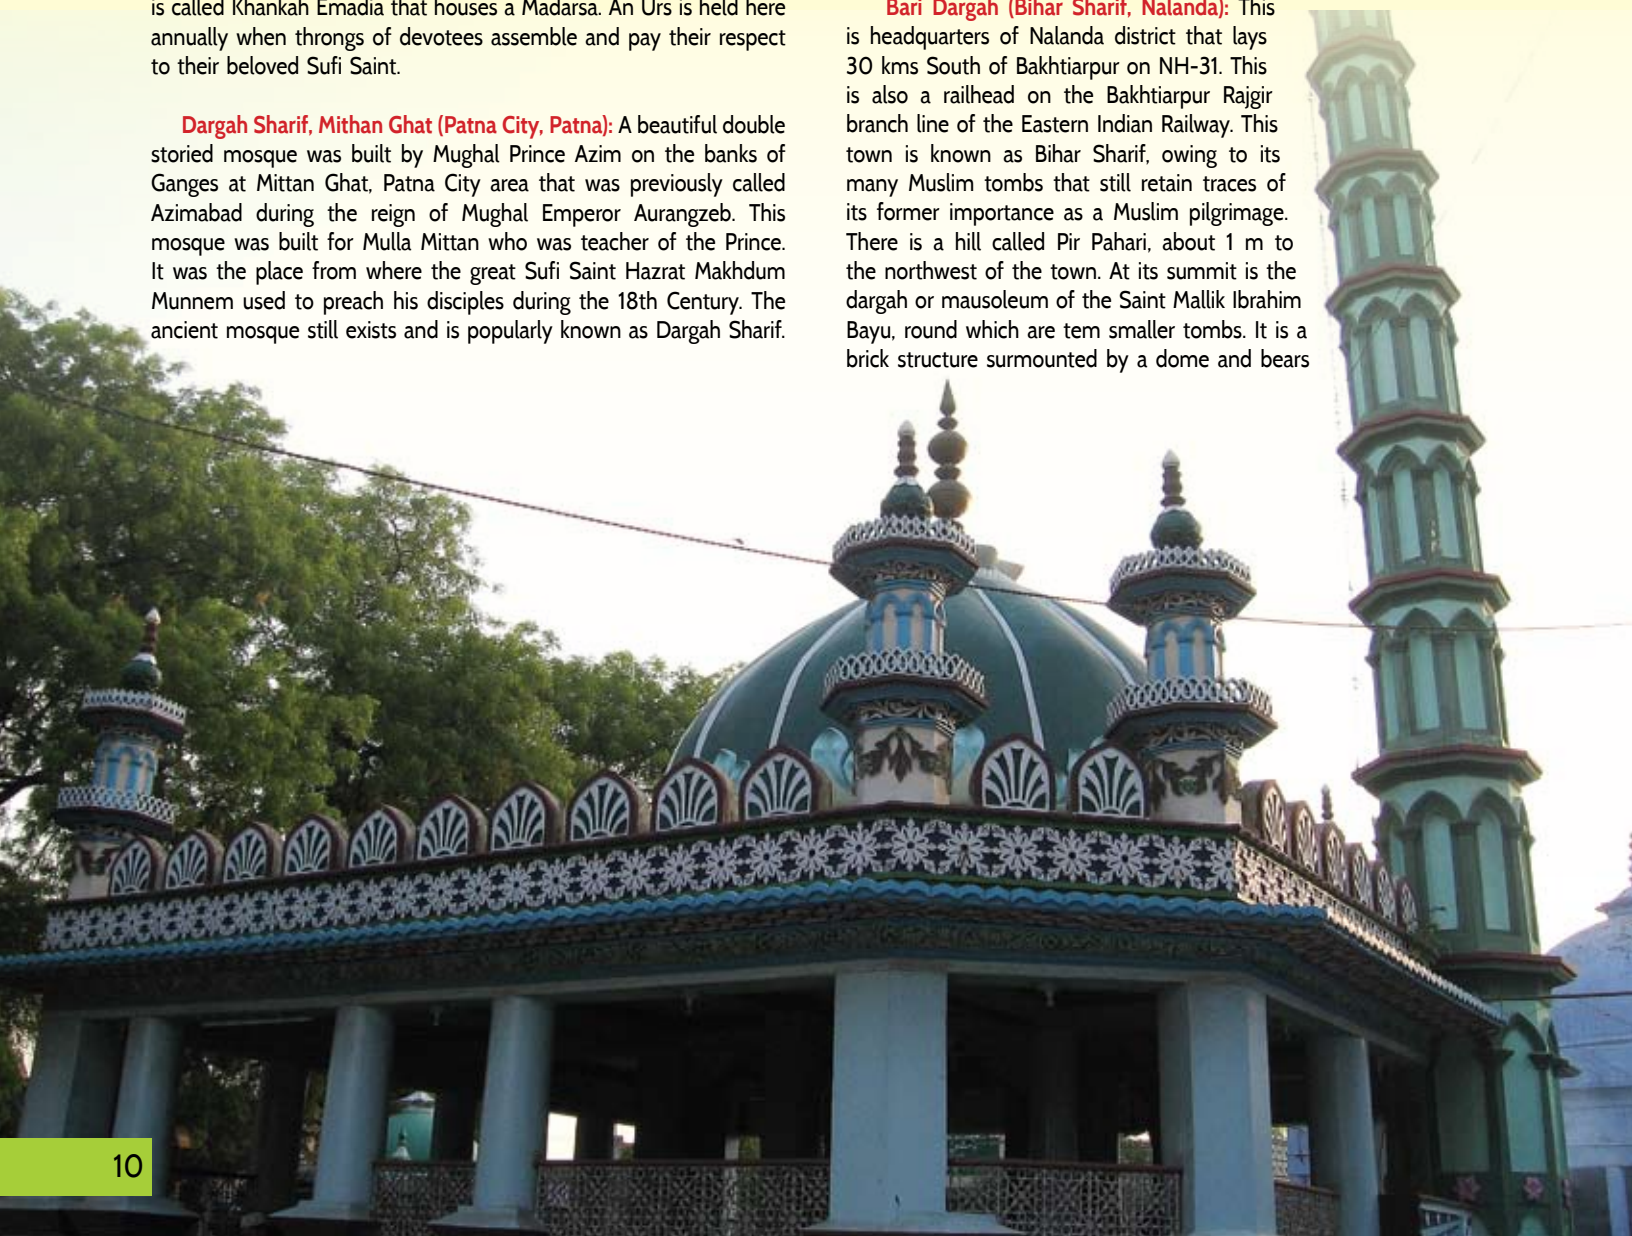 is called Khankah Emadia that houses a Madarsa. An Urs is held here
annually when throngs of devotees assemble and pay their respect
to their beloved Sufi Saint.
Dargah Sharif, Mithan Ghat (Patna City, Patna): A beautiful double
storied mosque was built by Mughal Prince Azim on the banks of
Ganges at Mittan Ghat, Patna City area that was previously called
Azimabad during the reign of Mughal Emperor Aurangzeb. This
mosque was built for Mulla Mittan who was teacher of the Prince.
It was the place from where the great Sufi Saint Hazrat Makhdum
Munnem used to preach his disciples during the 18th Century. The
ancient mosque still exists and is popularly known as Dargah Sharif.
Bari Dargah (Bihar Sharif, Nalanda): This
is headquarters of Nalanda district that lays
30 kms South of Bakhtiarpur on NH-31. This
is also a railhead on the Bakhtiarpur Rajgir
branch line of the Eastern Indian Railway. This
town is known as Bihar Sharif, owing to its
many Muslim tombs that still retain traces of
its former importance as a Muslim pilgrimage.
There is a hill called Pir Pahari, about 1 m to
the northwest of the town. At its summit is the
dargah or mausoleum of the Saint Mallik Ibrahim
Bayu, round which are tem smaller tombs. It is a
brick structure surmounted by a dome and bears
10